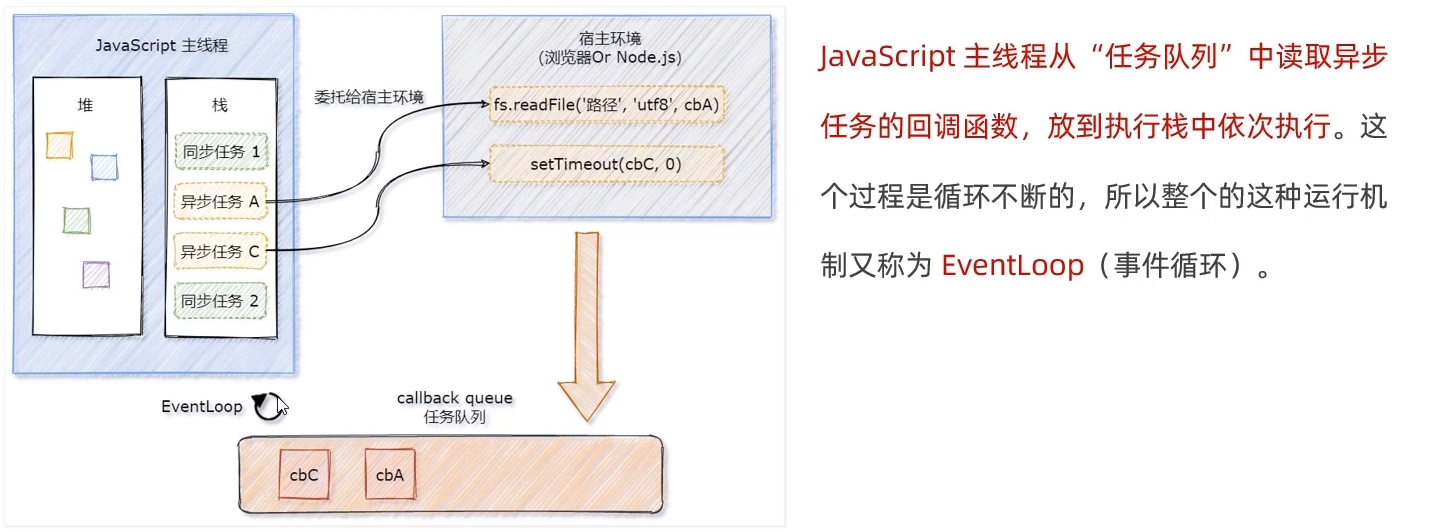 JavaScript 主线程
堆
栈
同步任务 1
异步任务 A
异步任务 C
同步任务 2
委托给宿主环境
宿主环境
(浏览器Or Node.js)
fs.readFile('路径', 'utf8', cbA)
setTimeout(cbC, 0)
EventLoop
callback queue
任务队列
cbC
cbA
JavaScript 主线程从“任务队列”中读取异步
任务的回调函数，放到执行栈中依次执行。这
个过程是循环不断的，所以整个的这种运行机
制又称为 EventLoop（事件循环）。